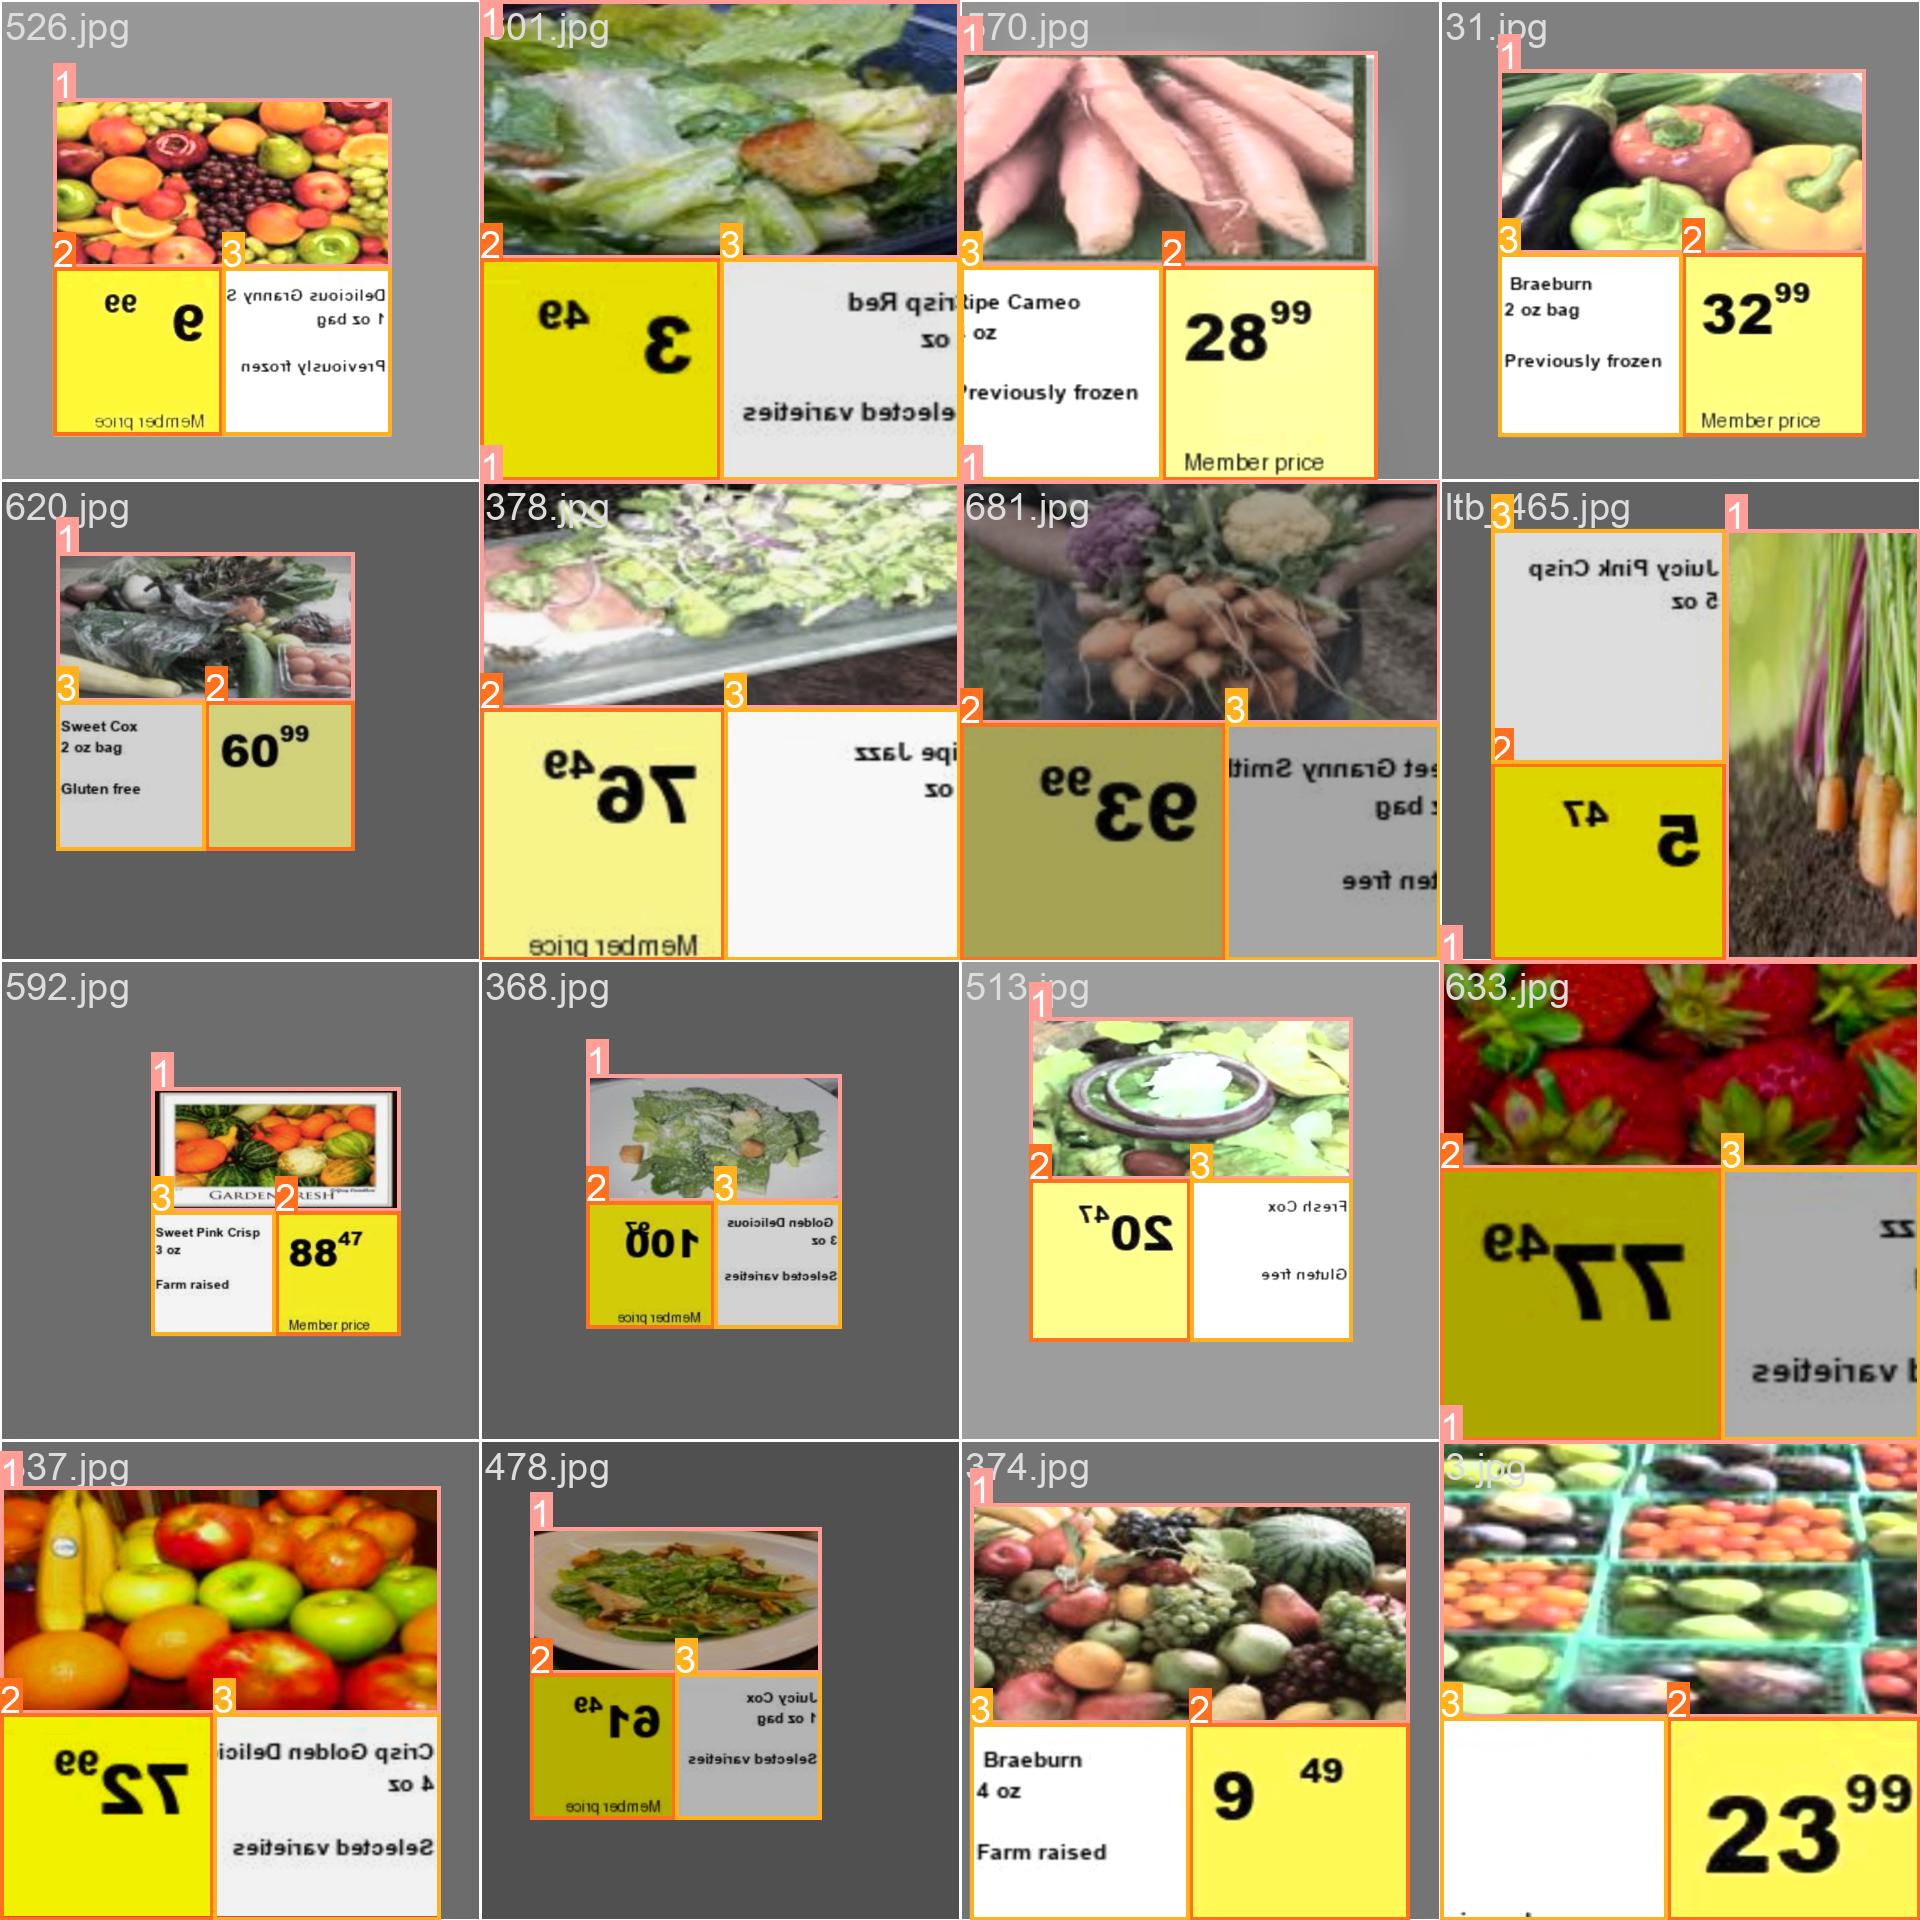 526.jpg
1
2
3
9 99
Member price
Delicious Granny S
1 oz bag
Previously frozen
601.jpg
1
2
3
3 49
Crisp Red
oz
Selected varieties
570.jpg
1
3
2
Ripe Cameo
oz
Previously frozen
28 99
Member price
31.jpg
1
3
2
Braeburn
2 oz bag
Previously frozen
32 99
Member price
620.jpg
1
3
2
Sweet Cox
2 oz bag
Gluten free
60 99
378.jpg
1
2
3
76 49
Member price
Ripe Jazz
oz
681.jpg
1
2
3
93 99
eet Granny Smith
z bag
ten free
ltb_465.jpg
3
1
2
Juicy Pink Crisp
5 oz
5 47
592.jpg
1
3
2
GARDEN FRESH
Sweet Pink Crisp
3 oz
Farm raised
88 47
Member price
368.jpg
1
2
3
100
Member price
Golden Delicious
3 oz
Selected varieties
513.jpg
1
2
3
20 47
Fresh Cox
Gluten free
633.jpg
1
2
3
77 49
zz
d varieties
37.jpg
1
2
3
72 99
Crisp Golden Delici
4 oz
Selected varieties
478.jpg
1
2
3
61 49
Member price
Juicy Cox
1 oz bag
Selected varieties
374.jpg
1
3
2
Braeburn
4 oz
Farm raised
9 49
3.jpg
1
3
2
23 99